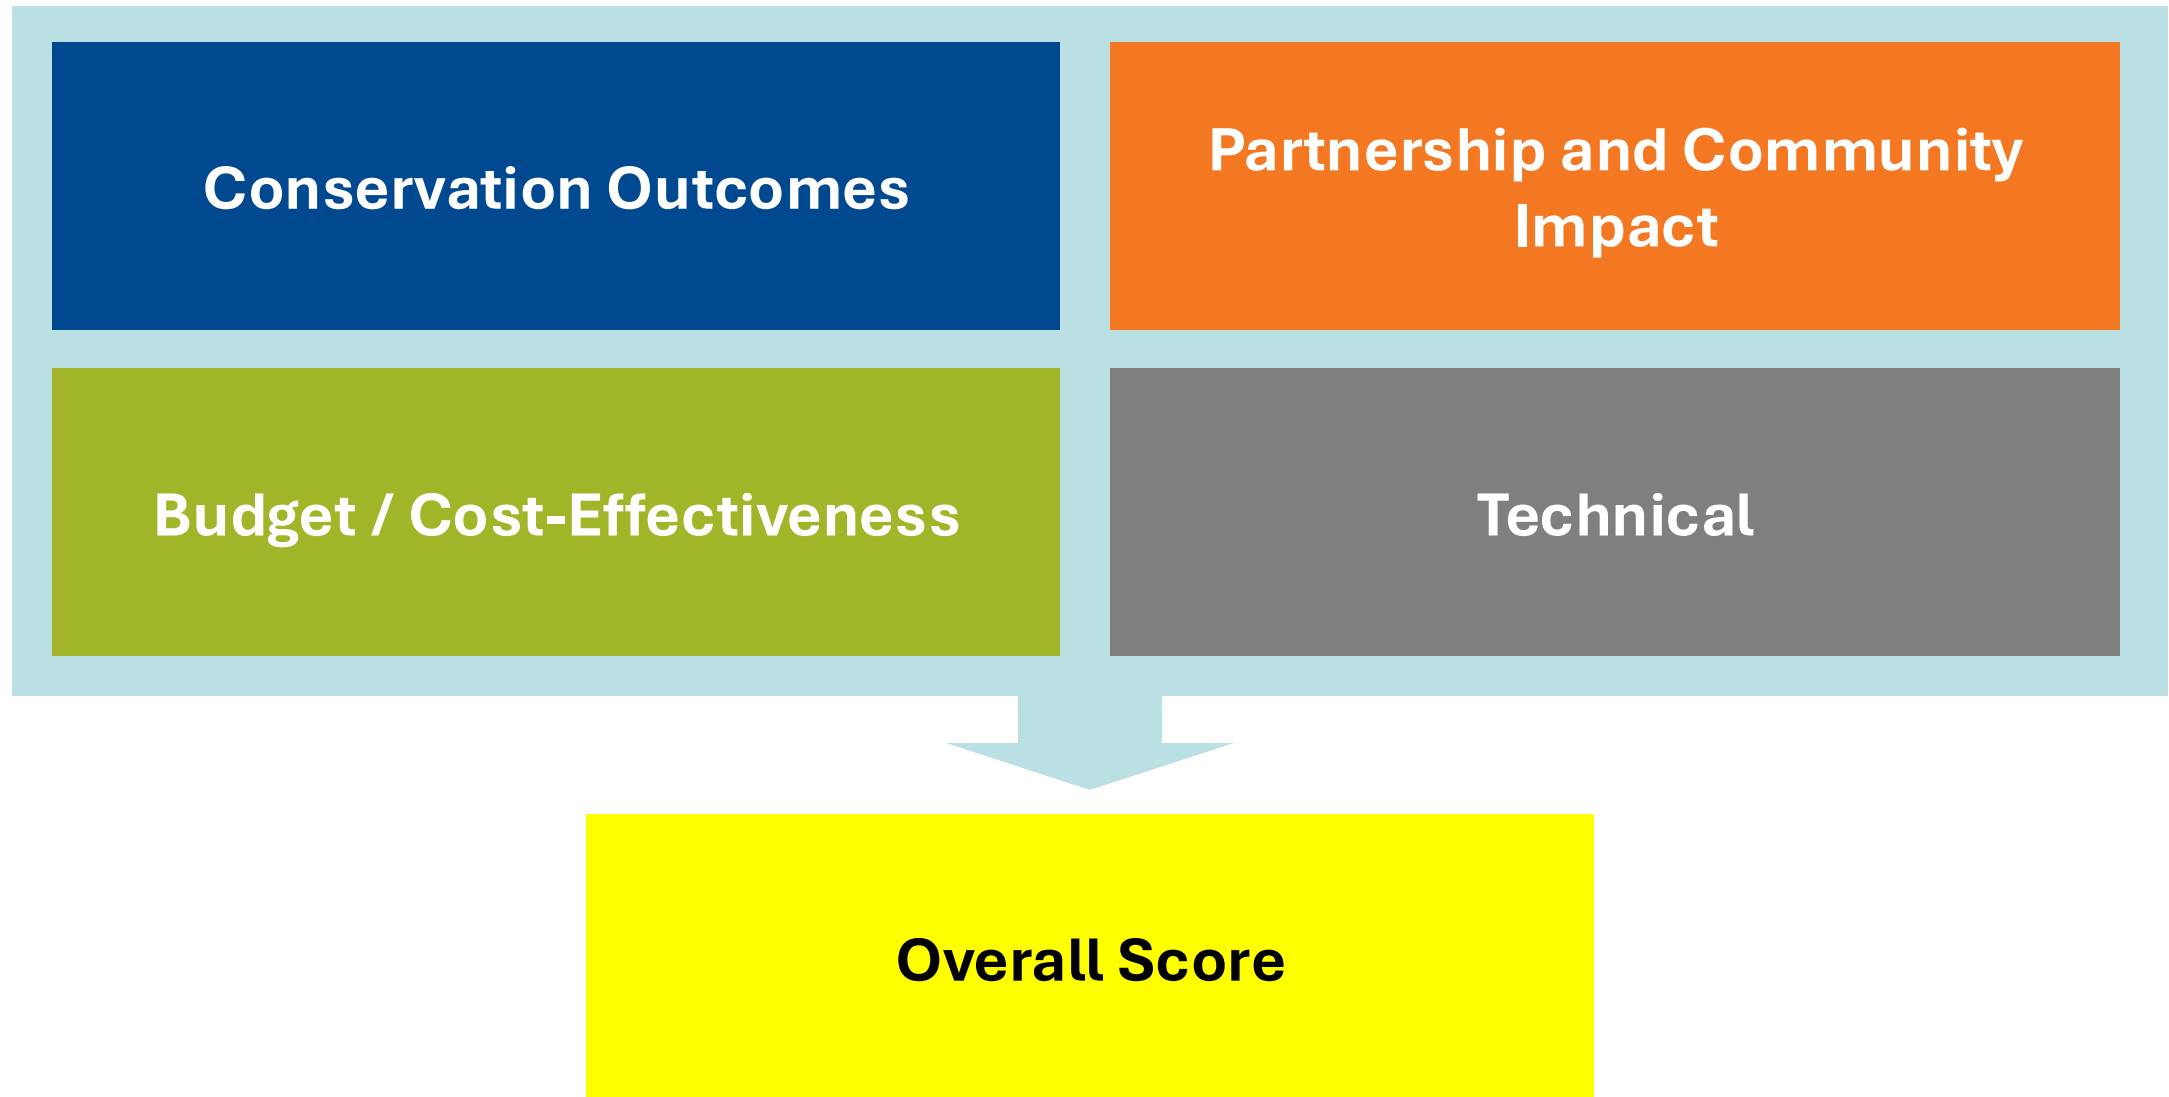 Conservation Outcomes
Partnership and Community
Impact
Budget / Cost-Effectiveness
Technical
Overall Score